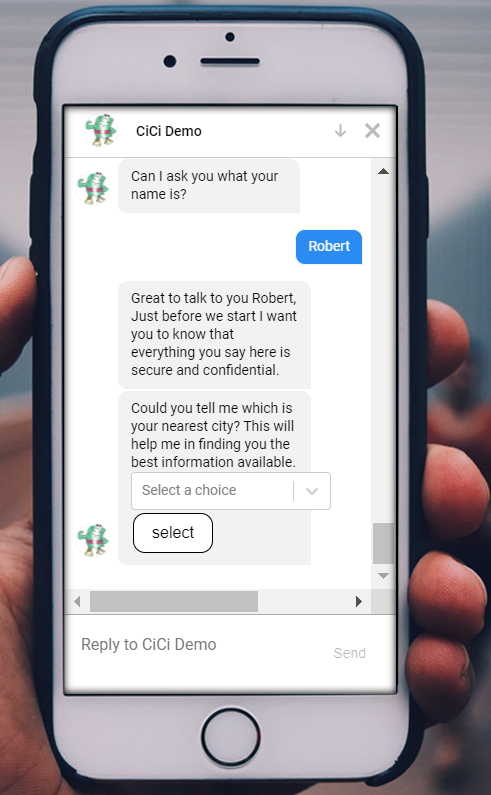 CiCi Demo
Can I ask you what your
name is?
Robert
Great to talk to you Robert,
Just before we start I want
you to know that
everything you say here is
secure and confidential.
Could you tell me which is
your nearest city? This will
help me in finding you the
best information available.
Select a choice
select
Reply to CiCi Demo
Send